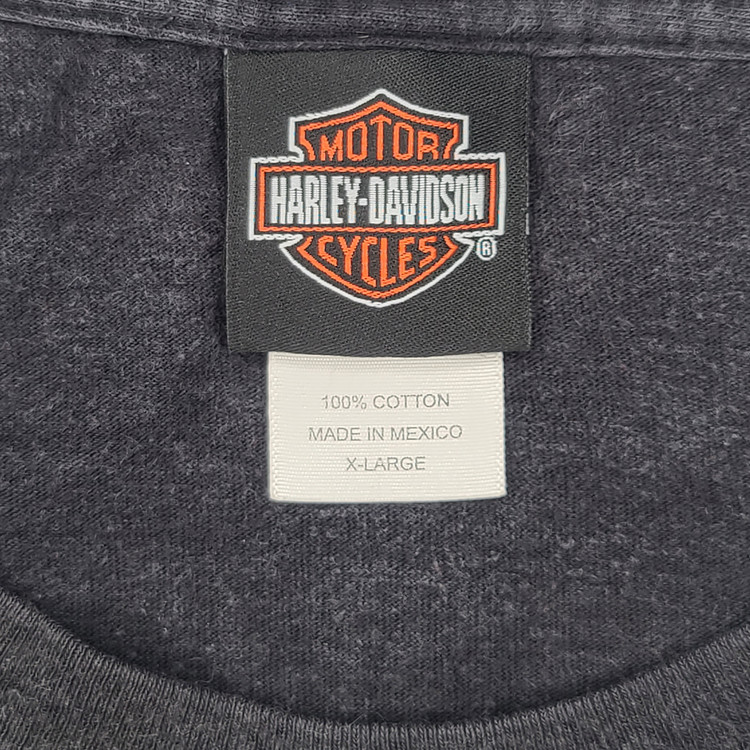 MOTOR
HARLEY-DAVIDSON
CYCLES
®
100% COTTON
MADE IN MEXICO
X-LARGE